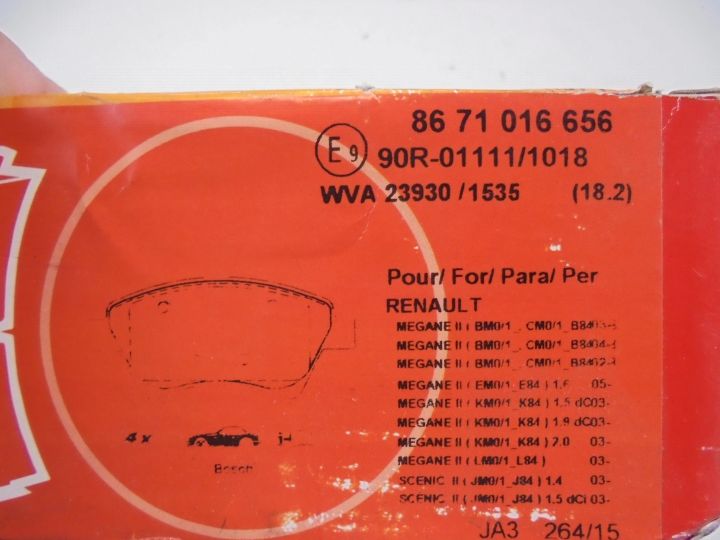 86 71 016 656
E9 90R-01111/1018
WVA 23930 /1535 (18.2)
Pour/ For/ Para/ Per
RENAULT
MEGANE II ( BM0/1_, CM0/1_
MEGANE II ( BM0/1_, CM0/1_
MEGANE II ( BM0/1_, CM0/1_
MEGANE II ( EM0/1_E84 ) 1.6 05-
MEGANE II ( KM0/1_K84 ) 1.5 dC03-
MEGANE II ( KM0/1_K84 ) 1.9 dC03-
MEGANE II ( KM0/1_K84 ) 2.0 03-
MEGANE II ( LM0/1_L84 ) 03-
SCENIC II ( JM0/1_J84 ) 1.4 03-
SCENIC II ( JM0/1_J84 ) 1.5 dCi 03-
4 x
Bosch
JA3 264/15